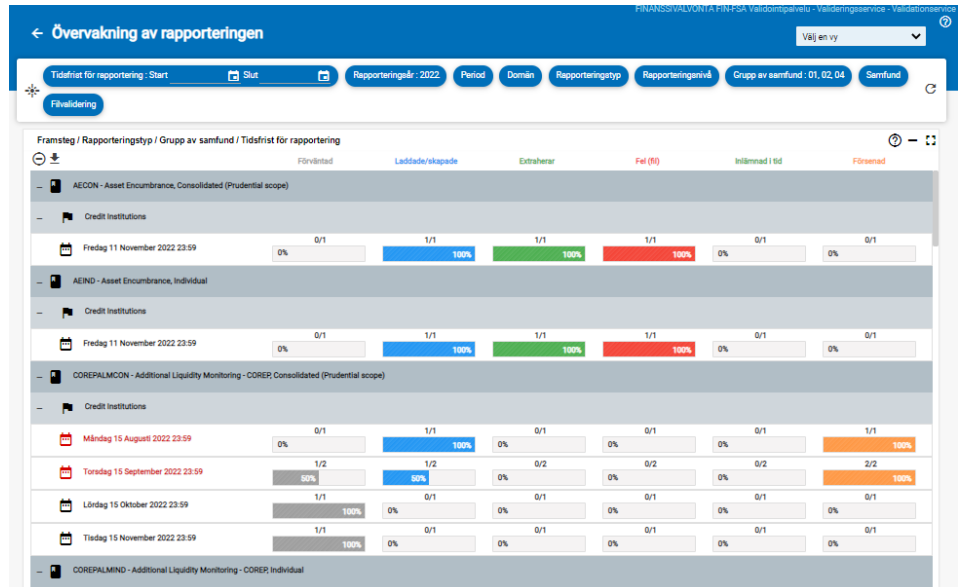 FINANSSIVALVONTA FIN-FSA Validointipalvelu - Valideringsservice - Validationservice
Övervakning av rapporteringen
Välj en vy
Tidsfrist för rapportering : Start Slut Rapporteringsår : 2022 Period Domän Rapporteringstyp Rapporteringsnivå Grupp av samfund : 01, 02, 04 Samfund
Filvalidering
Framsteg / Rapporteringstyp / Grupp av samfund / Tidsfrist för rapportering
Förväntad Laddade/skapade Extraherar Fel (fil) Inlämnad i tid Försenad
AECON - Asset Encumbrance, Consolidated (Prudential scope)
Credit Institutions
0/1 1/1 1/1 1/1 0/1 0/1
Fredag 11 November 2022 23:59
0% 100% 100% 100% 0% 0%
AEIND - Asset Encumbrance, Individual
Credit Institutions
0/1 1/1 1/1 1/1 0/1 0/1
Fredag 11 November 2022 23:59
0% 100% 100% 100% 0% 0%
COREPALMCON - Additional Liquidity Monitoring - COREP, Consolidated (Prudential scope)
Credit Institutions
0/1 1/1 0/1 0/1 0/1 1/1
Måndag 15 Augusti 2022 23:59
0% 100% 0% 0% 0% 100%
1/2 1/2 0/2 0/2 0/2 2/2
Torsdag 15 September 2022 23:59
50% 50% 0% 0% 0% 100%
1/1 0/1 0/1 0/1 0/1 0/1
Lördag 15 Oktober 2022 23:59
100% 0% 0% 0% 0% 0%
1/1 0/1 0/1 0/1 0/1 0/1
Tisdag 15 November 2022 23:59
100% 0% 0% 0% 0% 0%
COREPALMIND - Additional Liquidity Monitoring - COREP, Individual